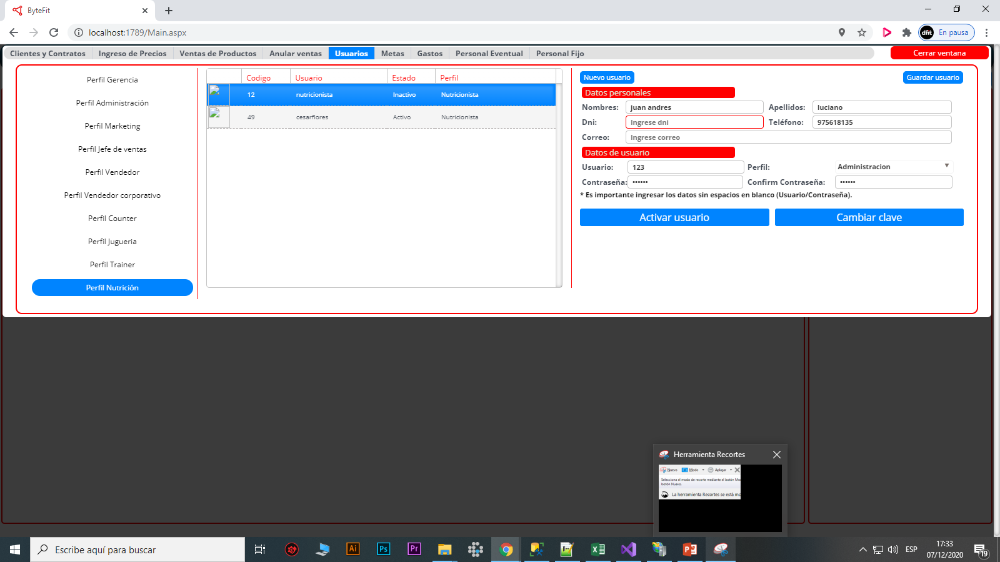 ByteFit
localhost:1789/Main.aspx
dfit En pausa
Clientes y Contratos Ingreso de Precios Ventas de Productos Anular ventas Usuarios Metas Gastos Personal Eventual Personal Fijo Cerrar ventana
Perfil Gerencia
Perfil Administración
Perfil Marketing
Perfil Jefe de ventas
Perfil Vendedor
Perfil Vendedor corporativo
Perfil Counter
Perfil Jugueria
Perfil Trainer
Perfil Nutrición
Codigo Usuario Estado Perfil
12 nutricionista Inactivo Nutricionista
49 cesarflores Activo Nutricionista
Nuevo usuario Guardar usuario
Datos personales
Nombres: juan andres Apellidos: luciano
Dni: Ingrese dni Teléfono: 975618135
Correo: Ingrese correo
Datos de usuario
Usuario: 123 Perfil: Administracion
Contraseña: •••••• Confirm Contraseña: ••••••
* Es importante ingresar los datos sin espacios en blanco (Usuario/Contraseña).
Activar usuario Cambiar clave
Herramienta Recortes
Nuevo Modo Aplazar
Selecciona el modo de recorte mediante el botón Mo
botón Nuevo.
La herramienta Recortes se está mo
Escribe aquí para buscar
Ai Ps Pr
ESP
17:33
07/12/2020
19